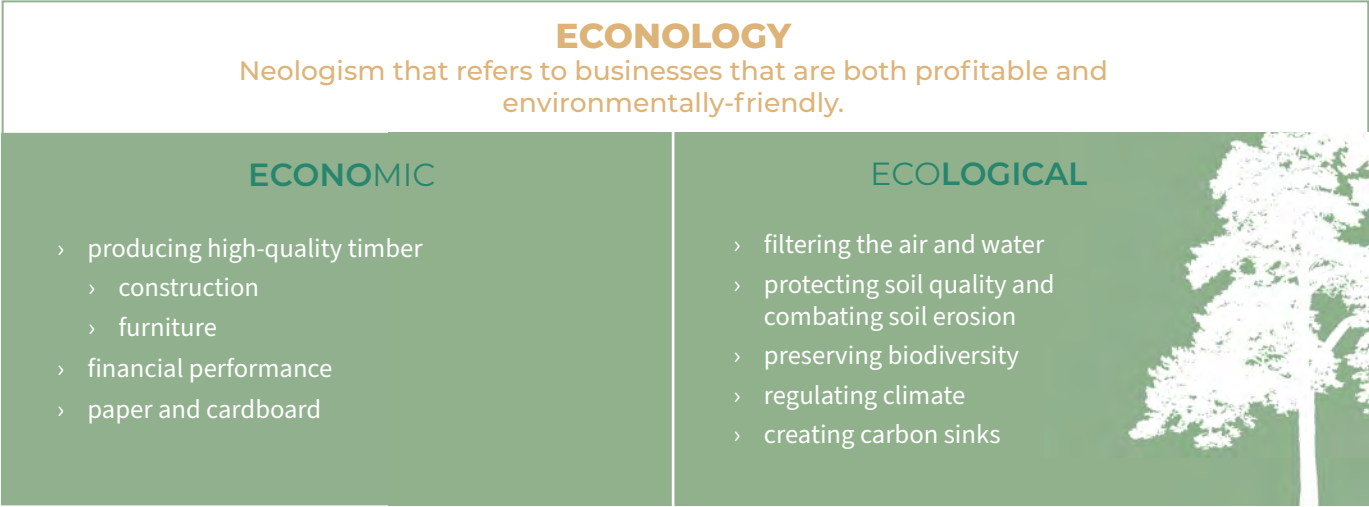 ECONOLOGY
Neologism that refers to businesses that are both profitable and
environmentally-friendly.
ECONOMIC
› producing high-quality timber
› construction
› furniture
› financial performance
› paper and cardboard
ECOLOGICAL
› filtering the air and water
› protecting soil quality and
combating soil erosion
› preserving biodiversity
› regulating climate
› creating carbon sinks